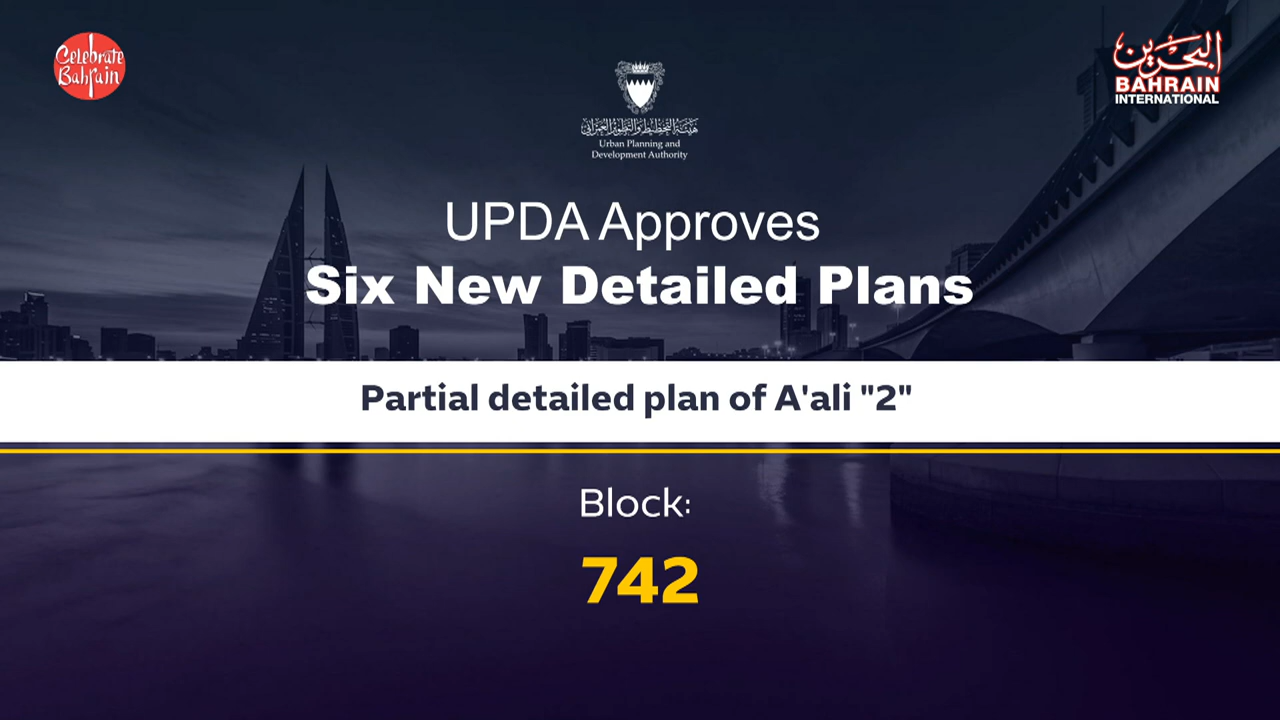 Celebrate
Bahrain
البحرين
BAHRAIN
INTERNATIONAL
هيئة التخطيط والتطوير العمراني
Urban Planning and
Development Authority
UPDA Approves
Six New Detailed Plans
Partial detailed plan of A'ali "2"
Block:
742